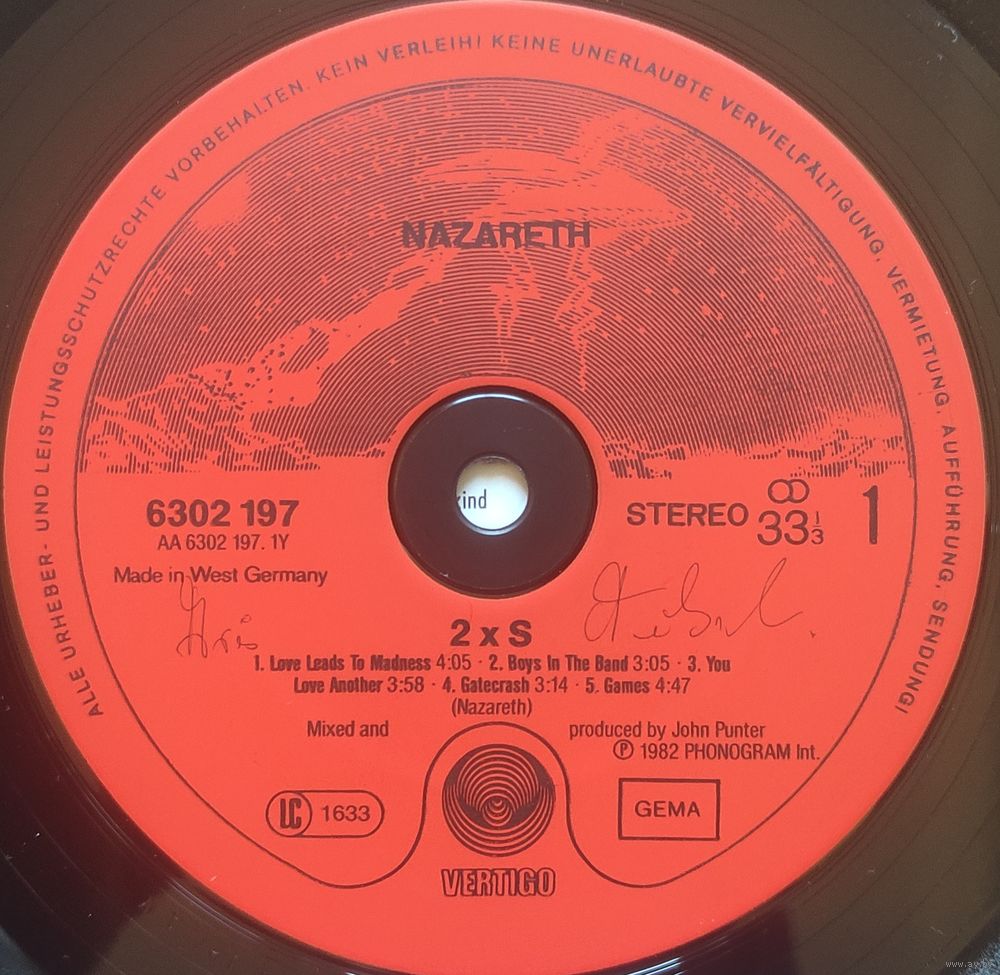 ALLE URHEBER- UND LEISTUNGSSCHUTZRECHTE VORBEHALTEN. KEIN VERLEIH! KEINE UNERLAUBTE VERVIELFÄLTIGUNG, VERMIETUNG, AUFFÜHRUNG, SENDUNG!
NAZARETH
6302 197
AA 6302 197. 1Y
Made in West Germany
ind
STEREO 33 1/3
1
2 x S
1. Love Leads To Madness 4:05 · 2. Boys In The Band 3:05 · 3. You
Love Another 3:58 · 4. Gatecrash 3:14 · 5. Games 4:47
(Nazareth)
Mixed and produced by John Punter
℗ 1982 PHONOGRAM Int.
LC 1633
GEMA
VERTIGO